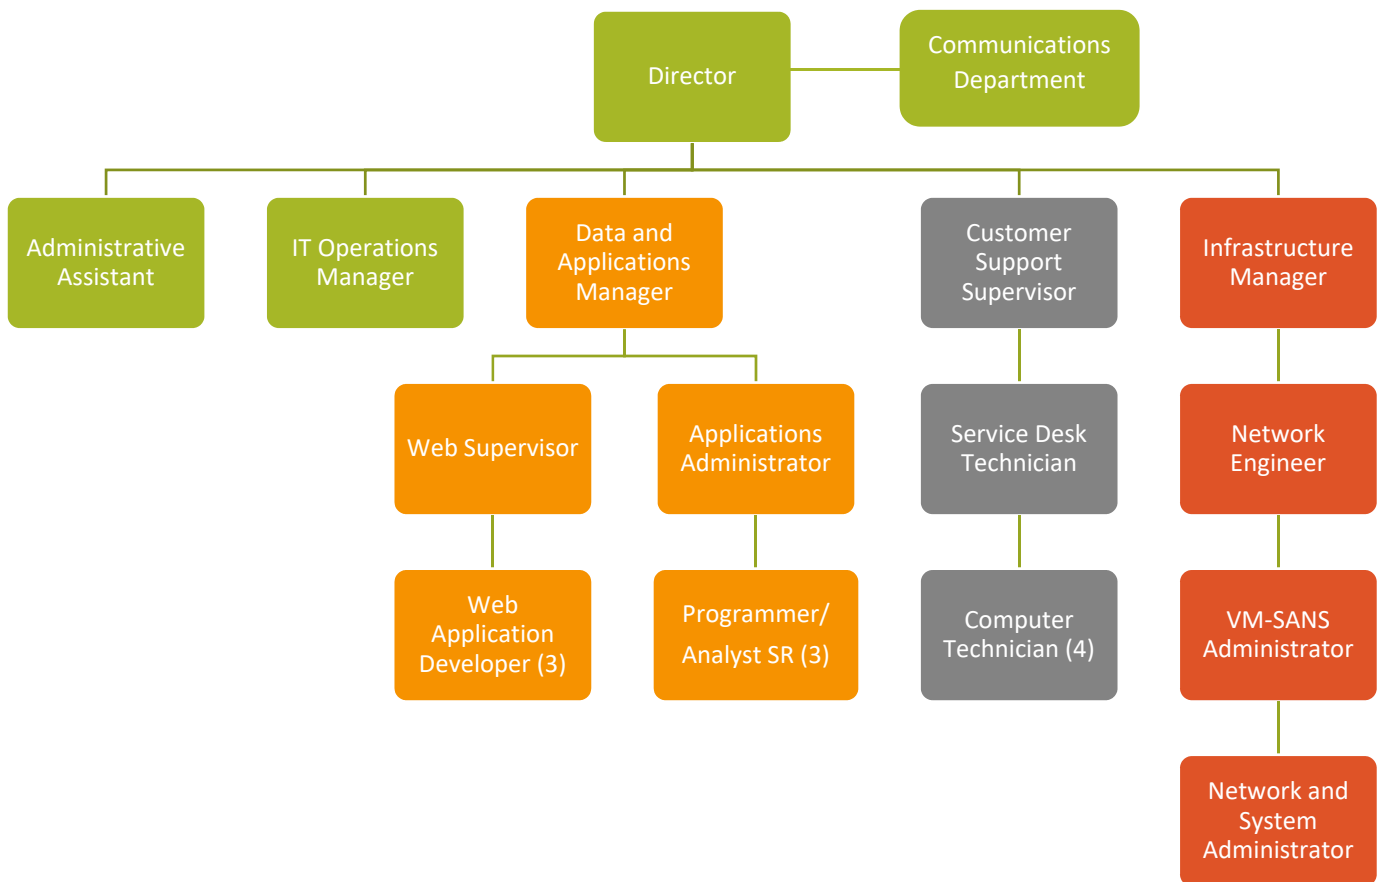 Director
Communications
Department
Administrative
Assistant
IT Operations
Manager
Data and
Applications
Manager
Customer
Support
Supervisor
Infrastructure
Manager
Web Supervisor
Applications
Administrator
Service Desk
Technician
Network
Engineer
Web
Application
Developer (3)
Programmer/
Analyst SR (3)
Computer
Technician (4)
VM-SANS
Administrator
Network and
System
Administrator